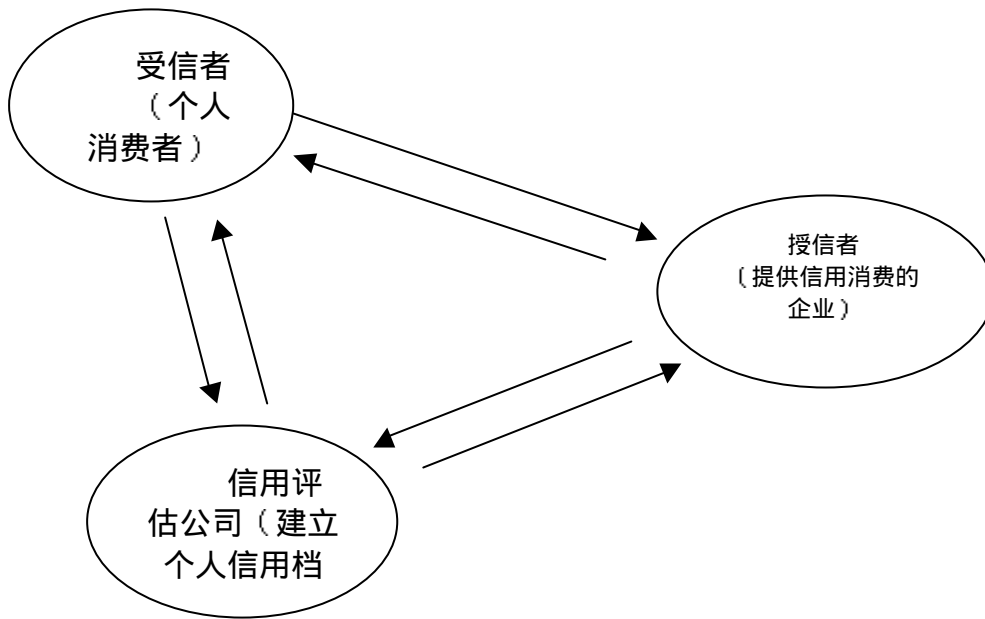 受信者
（个人
消费者）
授信者
（提供信用消费的
企业）
信用评
估公司（建立
个人信用档